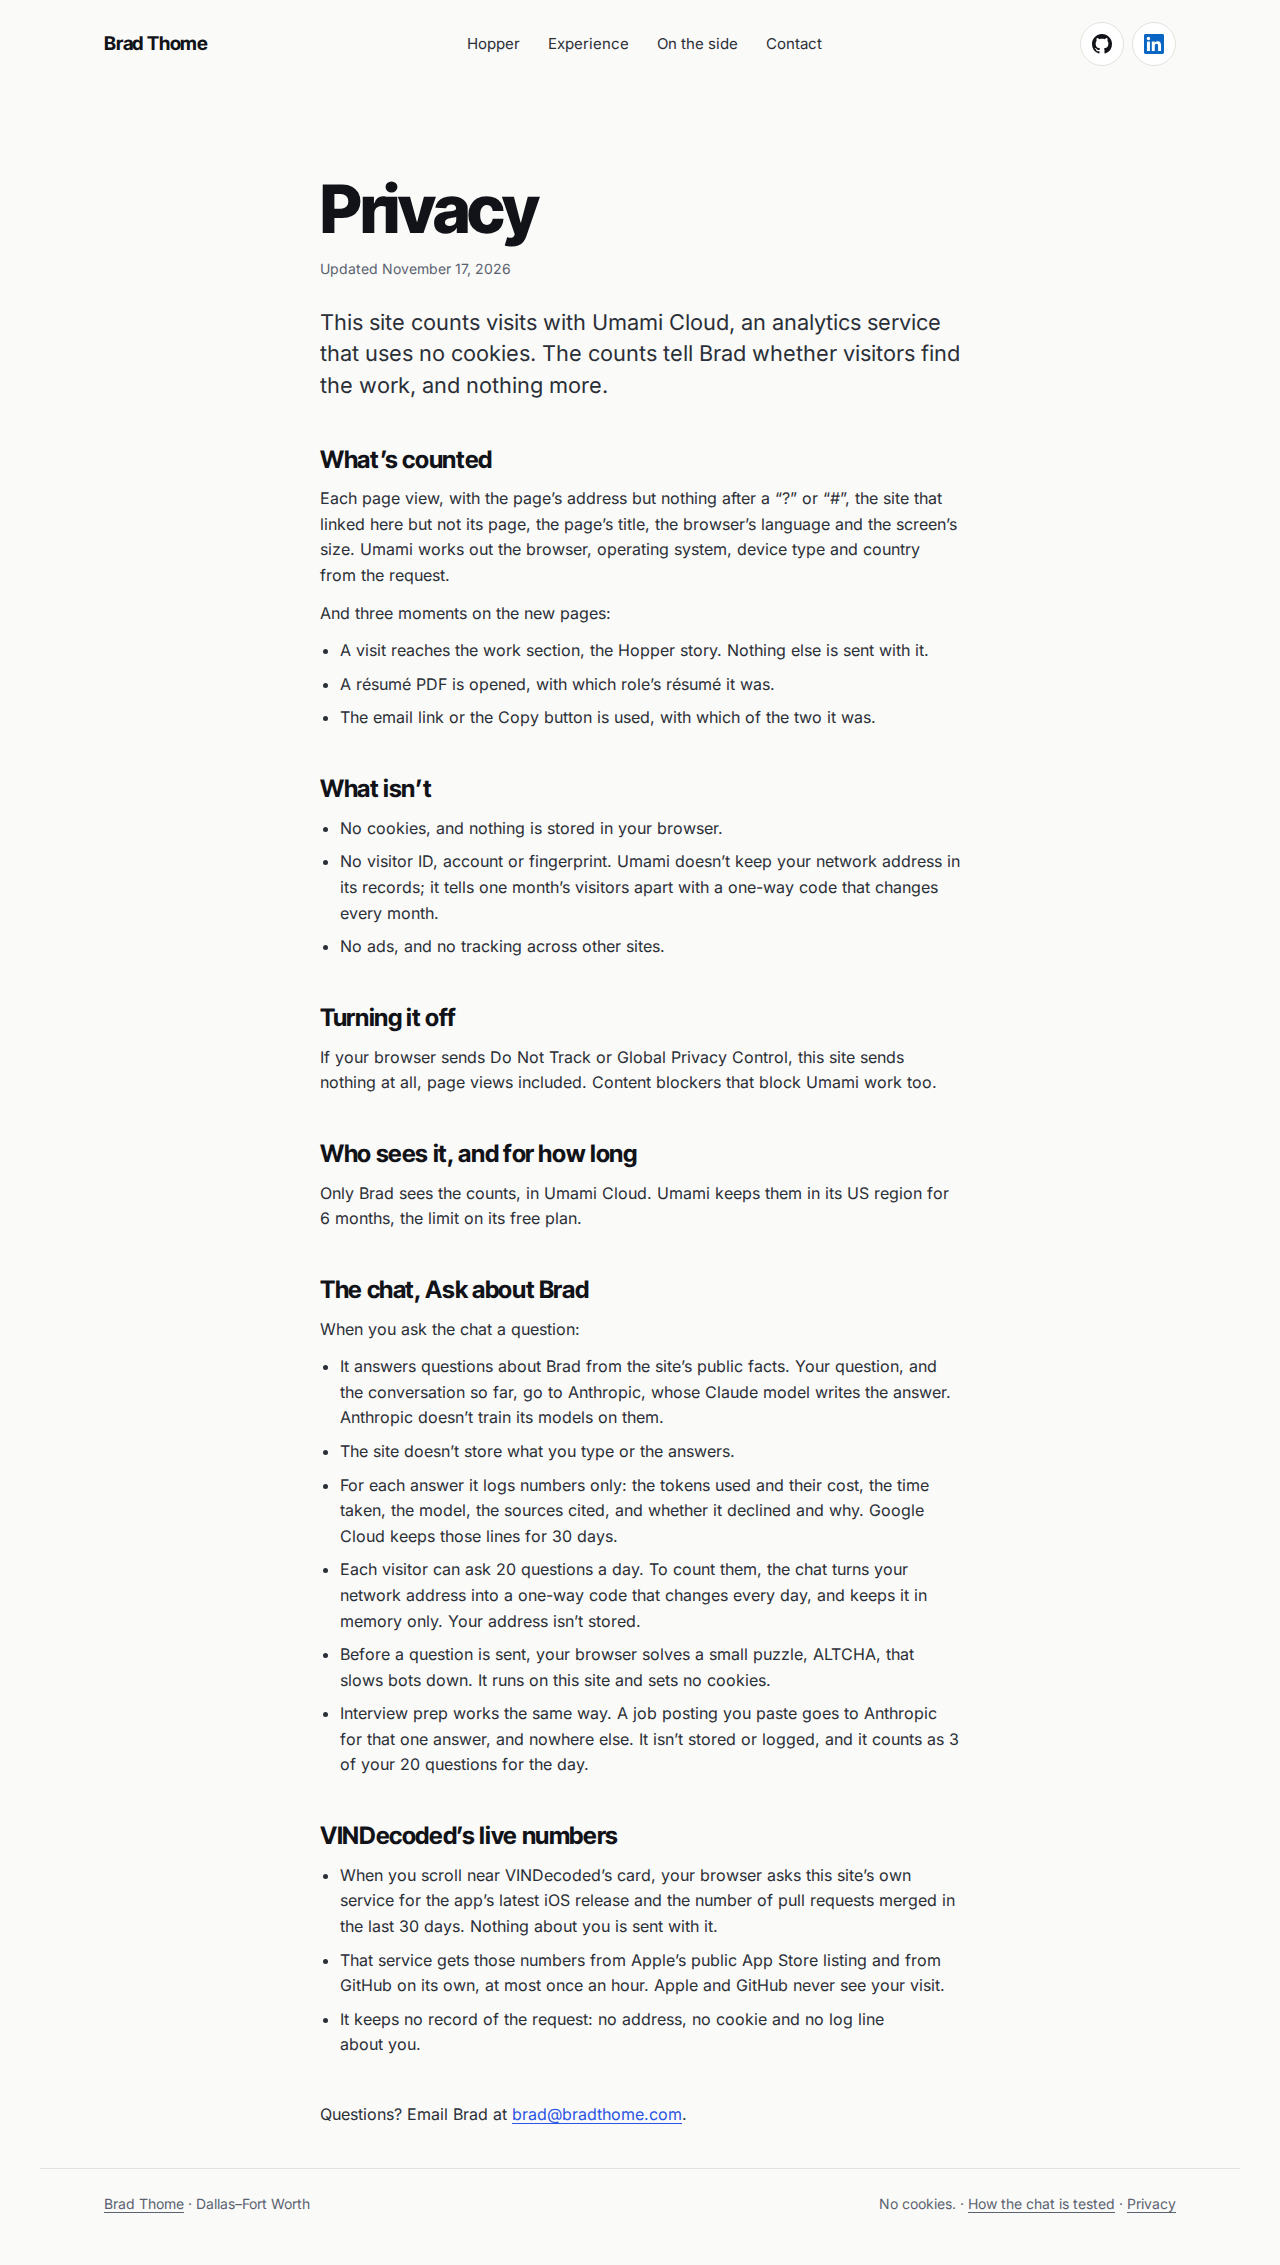 Brad Thome
Hopper Experience On the side Contact
Privacy
Updated November 17, 2026
This site counts visits with Umami Cloud, an analytics service
that uses no cookies. The counts tell Brad whether visitors find
the work, and nothing more.
What’s counted
Each page view, with the page’s address but nothing after a “?” or “#”, the site that
linked here but not its page, the page’s title, the browser’s language and the screen’s
size. Umami works out the browser, operating system, device type and country
from the request.
And three moments on the new pages:
• A visit reaches the work section, the Hopper story. Nothing else is sent with it.
• A résumé PDF is opened, with which role’s résumé it was.
• The email link or the Copy button is used, with which of the two it was.
What isn’t
• No cookies, and nothing is stored in your browser.
• No visitor ID, account or fingerprint. Umami doesn’t keep your network address in
its records; it tells one month’s visitors apart with a one-way code that changes
every month.
• No ads, and no tracking across other sites.
Turning it off
If your browser sends Do Not Track or Global Privacy Control, this site sends
nothing at all, page views included. Content blockers that block Umami work too.
Who sees it, and for how long
Only Brad sees the counts, in Umami Cloud. Umami keeps them in its US region for
6 months, the limit on its free plan.
The chat, Ask about Brad
When you ask the chat a question:
• It answers questions about Brad from the site’s public facts. Your question, and
the conversation so far, go to Anthropic, whose Claude model writes the answer.
Anthropic doesn’t train its models on them.
• The site doesn’t store what you type or the answers.
• For each answer it logs numbers only: the tokens used and their cost, the time
taken, the model, the sources cited, and whether it declined and why. Google
Cloud keeps those lines for 30 days.
• Each visitor can ask 20 questions a day. To count them, the chat turns your
network address into a one-way code that changes every day, and keeps it in
memory only. Your address isn’t stored.
• Before a question is sent, your browser solves a small puzzle, ALTCHA, that
slows bots down. It runs on this site and sets no cookies.
• Interview prep works the same way. A job posting you paste goes to Anthropic
for that one answer, and nowhere else. It isn’t stored or logged, and it counts as 3
of your 20 questions for the day.
VINDecoded’s live numbers
• When you scroll near VINDecoded’s card, your browser asks this site’s own
service for the app’s latest iOS release and the number of pull requests merged in
the last 30 days. Nothing about you is sent with it.
• That service gets those numbers from Apple’s public App Store listing and from
GitHub on its own, at most once an hour. Apple and GitHub never see your visit.
• It keeps no record of the request: no address, no cookie and no log line
about you.
Questions? Email Brad at brad@bradthome.com.
Brad Thome · Dallas–Fort Worth
No cookies. · How the chat is tested · Privacy